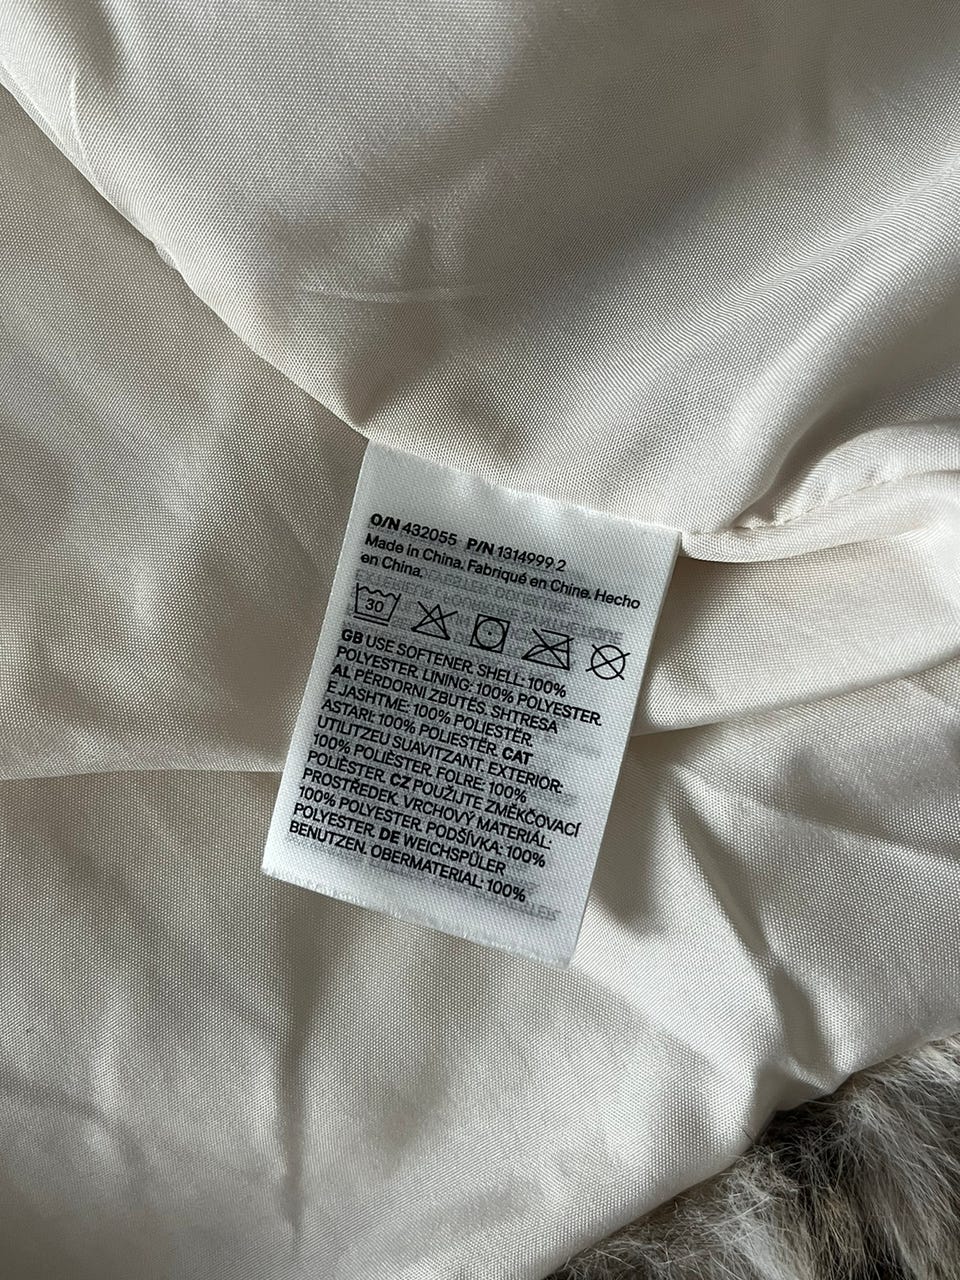 O/N 432055 P/N 1314999 2
Made in China. Fabriqué en Chine. Hecho
en China.
30
GB USE SOFTENER. SHELL: 100%
POLYESTER. LINING: 100% POLYESTER.
AL PËRDORNI ZBUTËS. SHTRESA
E JASHTME: 100% POLIESTËR.
ASTARI: 100% POLIESTËR. CAT
UTILITZEU SUAVITZANT. EXTERIOR:
100% POLIÈSTER. FOLRE: 100%
POLIÈSTER. CZ POUŽIJTE ZMĚKČOVACÍ
PROSTŘEDEK. VRCHOVÝ MATERIÁL:
100% POLYESTER. PODŠÍVKA: 100%
POLYESTER. DE WEICHSPÜLER
BENUTZEN. OBERMATERIAL: 100%